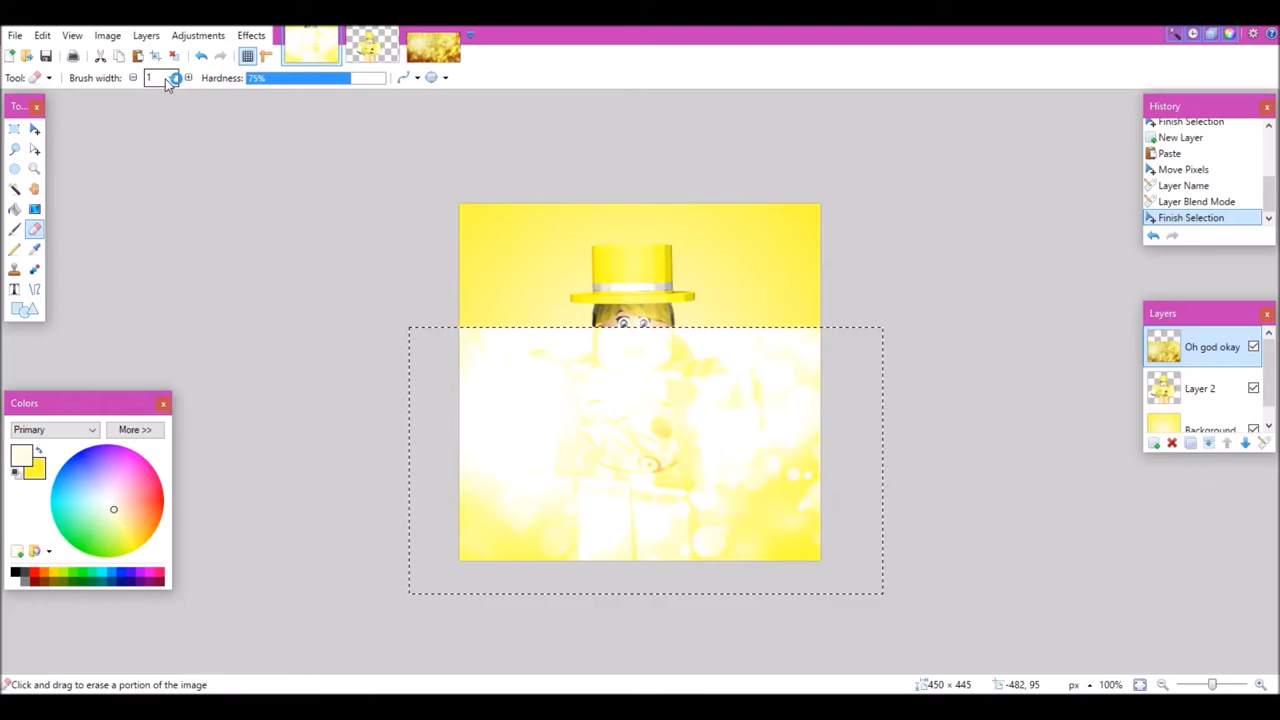 File Edit View Image Layers Adjustments Effects
Tool: Brush width: 1 Hardness: 75%
To...
History
Finish Selection
New Layer
Paste
Move Pixels
Layer Name
Layer Blend Mode
Finish Selection
Layers
Oh god okay
Layer 2
Background
Colors
Primary More >>
Click and drag to erase a portion of the image 450 × 445 -482, 95 px 100%